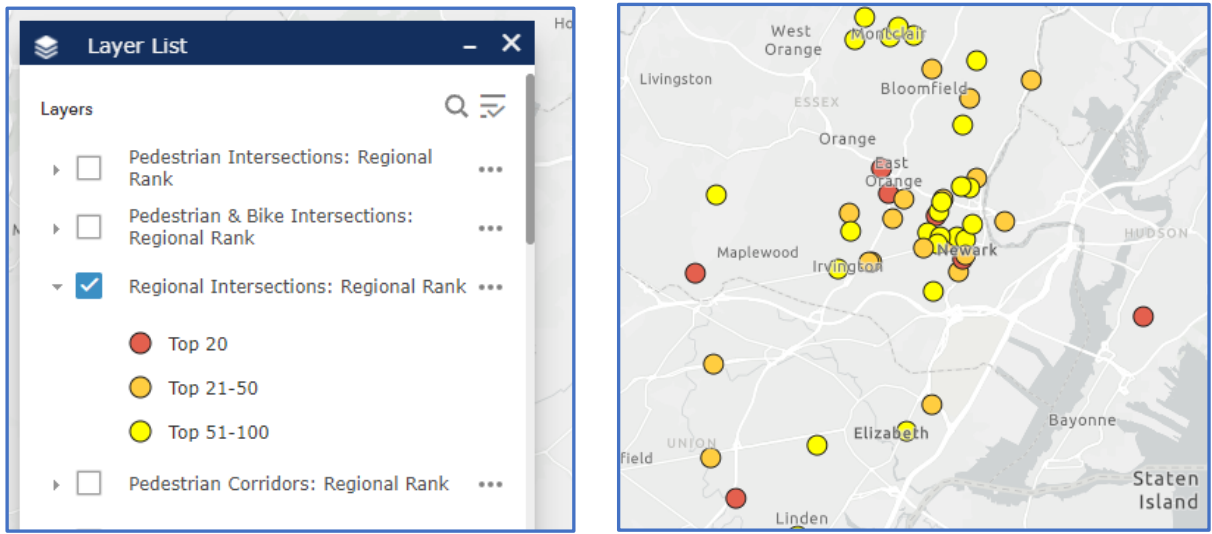 Layer List
Layers
Pedestrian Intersections: Regional
Rank
Pedestrian & Bike Intersections:
Regional Rank
Regional Intersections: Regional Rank
Top 20
Top 21-50
Top 51-100
Pedestrian Corridors: Regional Rank
Ho
West
Orange
Montclair
Livingston
Bloomfield
ESSEX
Orange
East
Orange
HUDSON
Maplewood
Newark
Irvington
Bayonne
Elizabeth
UNION
field
Staten
Island
Linden